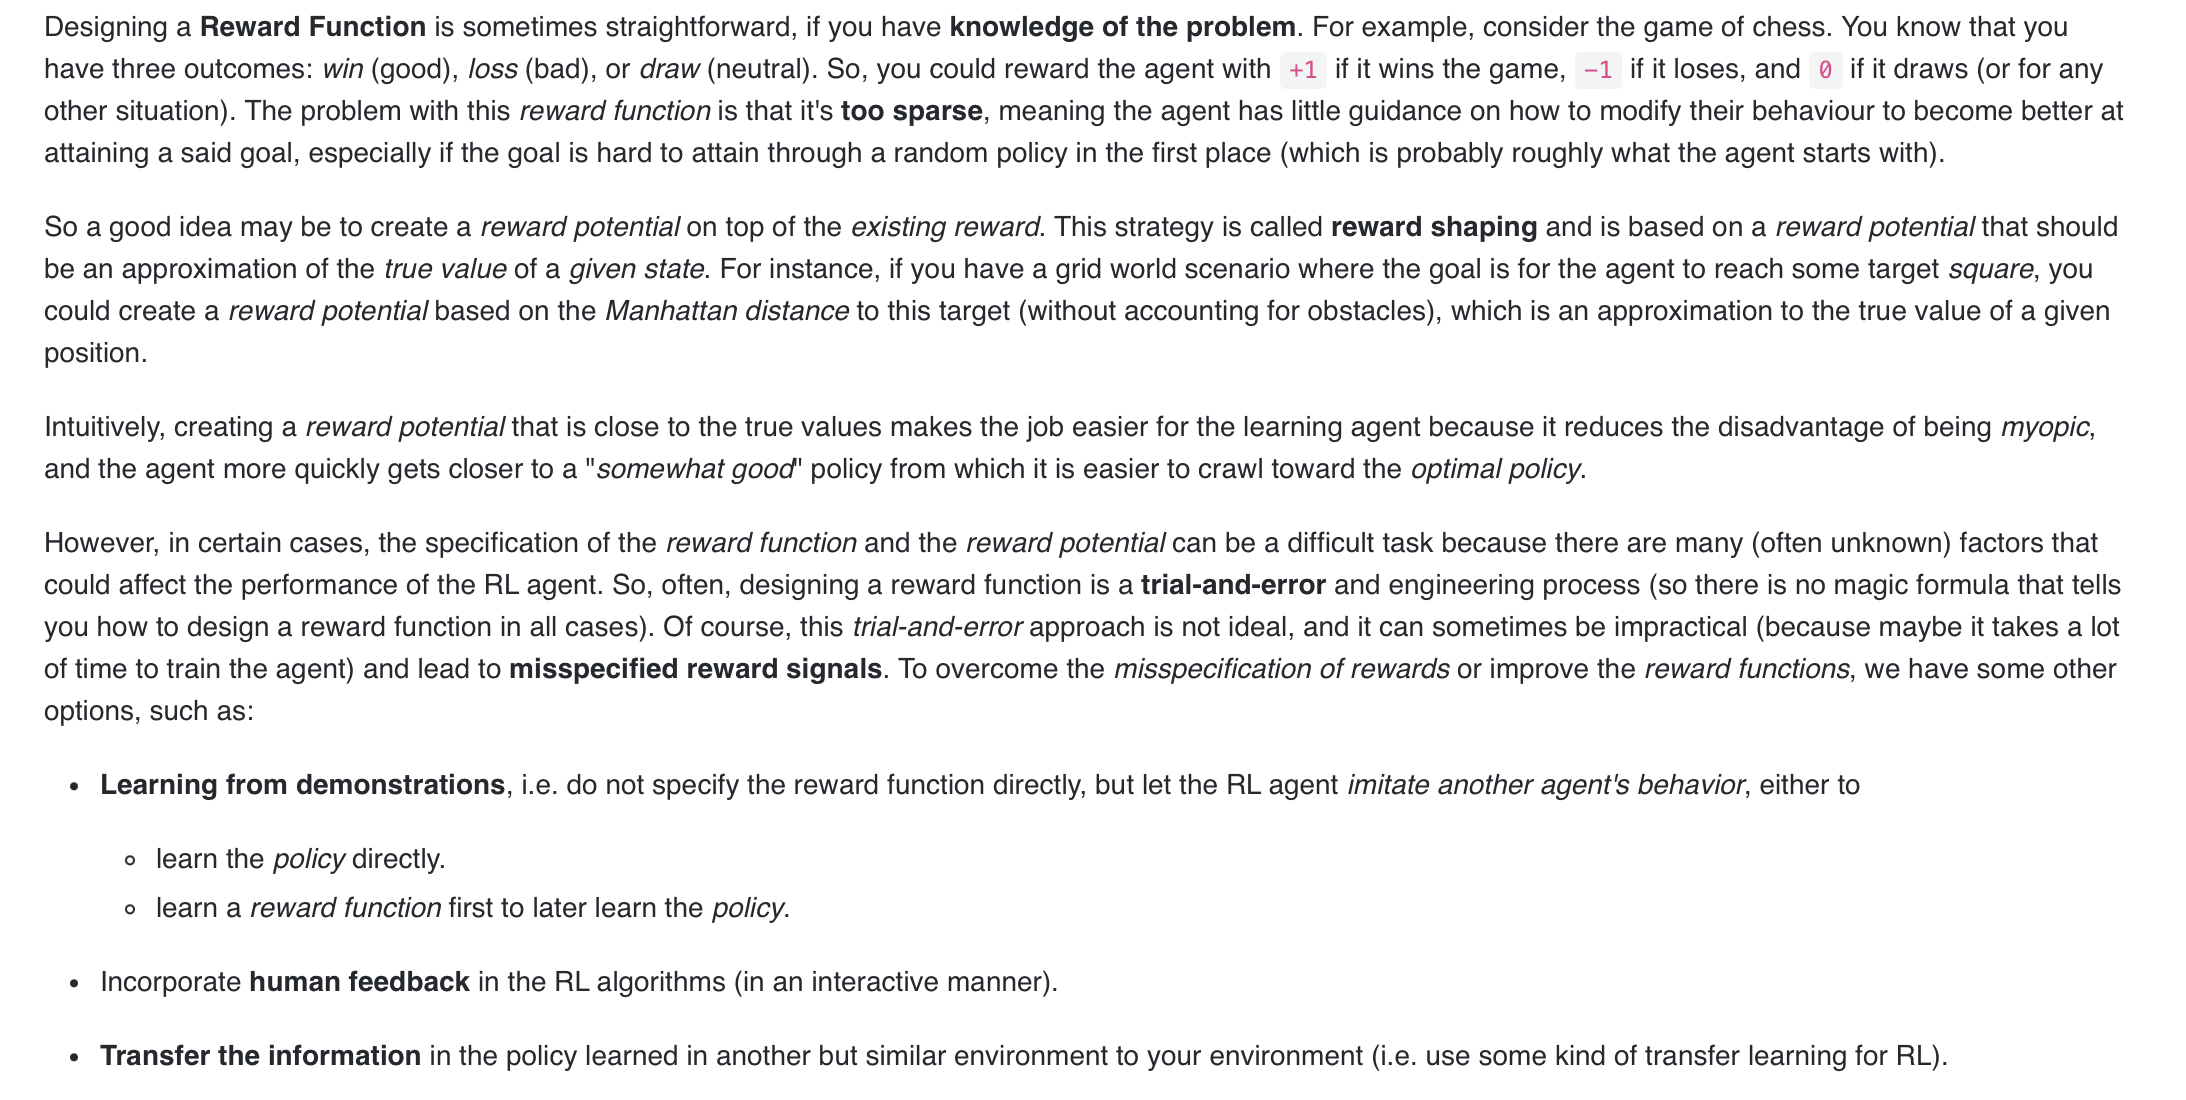 Designing a Reward Function is sometimes straightforward, if you have knowledge of the problem. For example, consider the game of chess. You know that you
have three outcomes: win (good), loss (bad), or draw (neutral). So, you could reward the agent with +1 if it wins the game, −1 if it loses, and 0 if it draws (or for any
other situation). The problem with this reward function is that it's too sparse, meaning the agent has little guidance on how to modify their behaviour to become better at
attaining a said goal, especially if the goal is hard to attain through a random policy in the first place (which is probably roughly what the agent starts with).
So a good idea may be to create a reward potential on top of the existing reward. This strategy is called reward shaping and is based on a reward potential that should
be an approximation of the true value of a given state. For instance, if you have a grid world scenario where the goal is for the agent to reach some target square, you
could create a reward potential based on the Manhattan distance to this target (without accounting for obstacles), which is an approximation to the true value of a given
position.
Intuitively, creating a reward potential that is close to the true values makes the job easier for the learning agent because it reduces the disadvantage of being myopic,
and the agent more quickly gets closer to a "somewhat good" policy from which it is easier to crawl toward the optimal policy.
However, in certain cases, the specification of the reward function and the reward potential can be a difficult task because there are many (often unknown) factors that
could affect the performance of the RL agent. So, often, designing a reward function is a trial-and-error and engineering process (so there is no magic formula that tells
you how to design a reward function in all cases). Of course, this trial-and-error approach is not ideal, and it can sometimes be impractical (because maybe it takes a lot
of time to train the agent) and lead to misspecified reward signals. To overcome the misspecification of rewards or improve the reward functions, we have some other
options, such as:
• Learning from demonstrations, i.e. do not specify the reward function directly, but let the RL agent imitate another agent's behavior, either to
◦ learn the policy directly.
◦ learn a reward function first to later learn the policy.
• Incorporate human feedback in the RL algorithms (in an interactive manner).
• Transfer the information in the policy learned in another but similar environment to your environment (i.e. use some kind of transfer learning for RL).